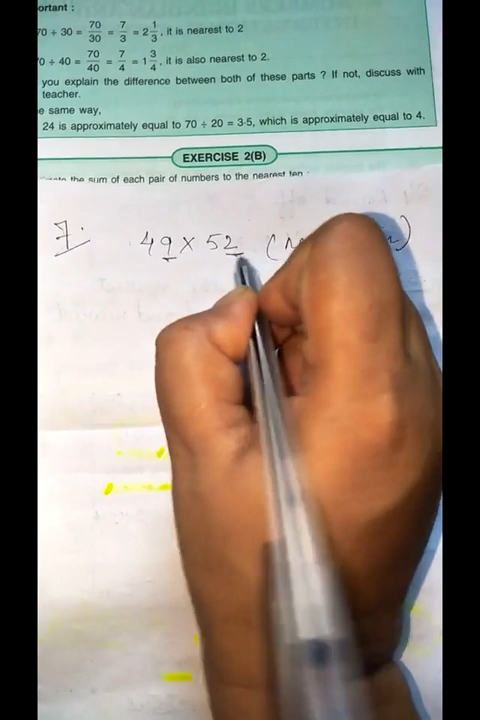 ortant :
70 ÷ 30 = 70/30 = 7/3 = 2 1/3, it is nearest to 2
0 ÷ 40 = 70/40 = 7/4 = 1 3/4, it is also nearest to 2.
you explain the difference between both of these parts ? If not, discuss with
teacher.
e same way,
24 is approximately equal to 70 ÷ 20 = 3·5, which is approximately equal to 4.
EXERCISE 2(B)
the sum of each pair of numbers to the nearest ten :
7. 49 × 52 (